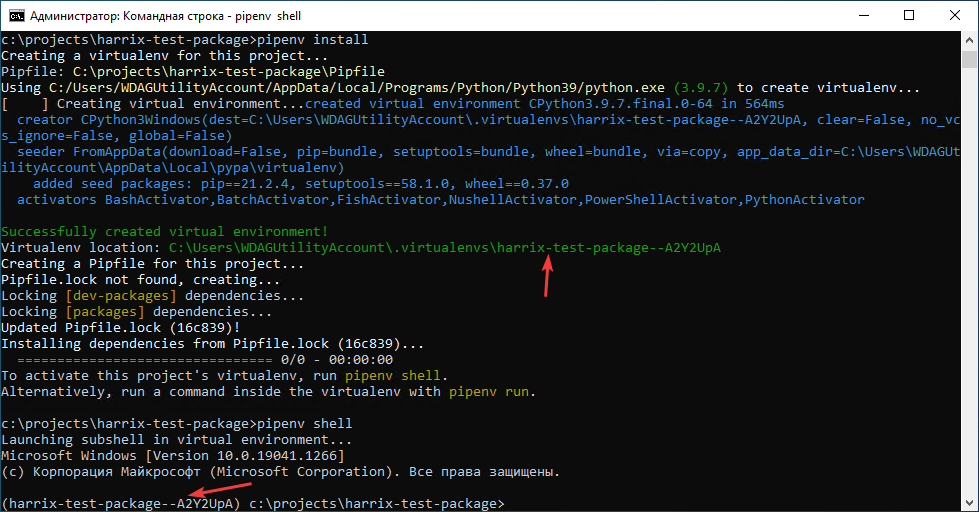 Администратор: Командная строка - pipenv shell
c:\projects\harrix-test-package>pipenv install
Creating a virtualenv for this project...
Pipfile: C:\projects\harrix-test-package\Pipfile
Using C:/Users/WDAGUtilityAccount/AppData/Local/Programs/Python/Python39/python.exe (3.9.7) to create virtualenv...
[    ] Creating virtual environment...created virtual environment CPython3.9.7.final.0-64 in 564ms
  creator CPython3Windows(dest=C:\Users\WDAGUtilityAccount\.virtualenvs\harrix-test-package--A2Y2UpA, clear=False, no_vc
s_ignore=False, global=False)
  seeder FromAppData(download=False, pip=bundle, setuptools=bundle, wheel=bundle, via=copy, app_data_dir=C:\Users\WDAGUt
ilityAccount\AppData\Local\pypa\virtualenv)
    added seed packages: pip==21.2.4, setuptools==58.1.0, wheel==0.37.0
  activators BashActivator,BatchActivator,FishActivator,NushellActivator,PowerShellActivator,PythonActivator
Successfully created virtual environment!
Virtualenv location: C:\Users\WDAGUtilityAccount\.virtualenvs\harrix-test-package--A2Y2UpA
Creating a Pipfile for this project...
Pipfile.lock not found, creating...
Locking [dev-packages] dependencies...
Locking [packages] dependencies...
Updated Pipfile.lock (16c839)!
Installing dependencies from Pipfile.lock (16c839)...
  ================================ 0/0 - 00:00:00
To activate this project's virtualenv, run pipenv shell.
Alternatively, run a command inside the virtualenv with pipenv run.
c:\projects\harrix-test-package>pipenv shell
Launching subshell in virtual environment...
Microsoft Windows [Version 10.0.19041.1266]
(c) Корпорация Майкрософт (Microsoft Corporation). Все права защищены.
(harrix-test-package--A2Y2UpA) c:\projects\harrix-test-package>